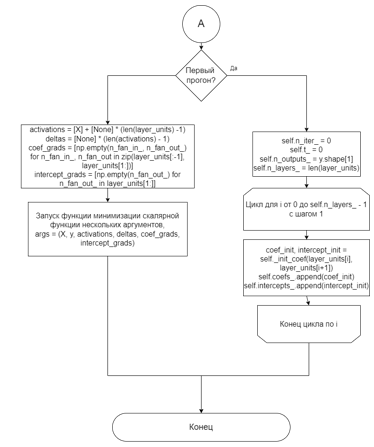 A
Первый
прогон?
Да
activations = [X] + [None] * (len(layer_units) -1)
deltas = [None] * (len(activations) - 1)
coef_grads = [np.empty(n_fan_in_, n_fan_out_)
for n_fan_in_, n_fan_out in zip(layer_units[ -1],
layer_units[1:])]
intercept_grads = [np.empty(n_fan_out_) for
n_fan_out_ in layer_units[1:]]
Запуск функции минимизации скалярной
функции нескольких аргументов,
args = (X, y, activations, deltas, coef_grads,
intercept_grads)
self.n_iter_ = 0
self.t_ = 0
self.n_outputs_ = y.shape[1]
self.n_layers_ = len(layer_units)
Цикл для i от 0 до self.n_layers_ - 1
с шагом 1
coef_init, intercept_init =
self._init_coef(layer_units[i],
layer_units[i+1])
self.coefs_.append(coef_init)
self.intercepts_.append(intercept_init)
Конец цикла по i
Конец